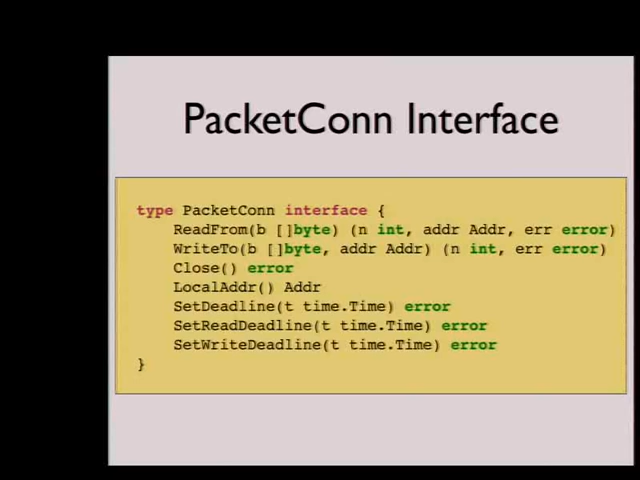 PacketConn Interface
type PacketConn interface {
ReadFrom(b []byte) (n int, addr Addr, err error)
WriteTo(b []byte, addr Addr) (n int, err error)
Close() error
LocalAddr() Addr
SetDeadline(t time.Time) error
SetReadDeadline(t time.Time) error
SetWriteDeadline(t time.Time) error
}